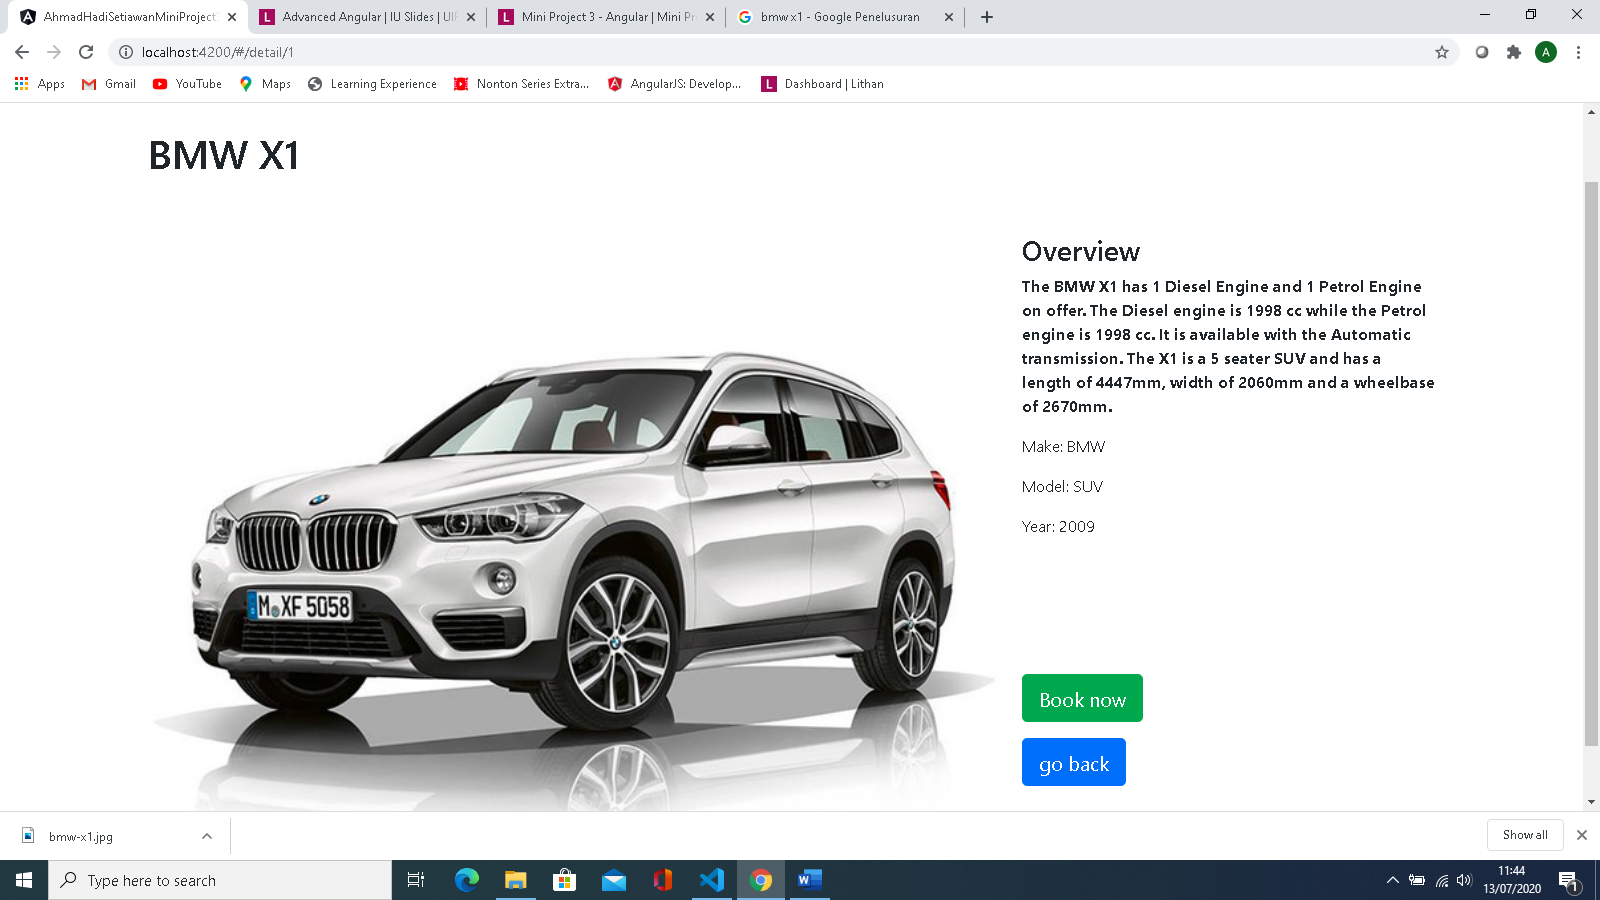 AhmadHadiSetiawanMiniProject
Advanced Angular | IU Slides | UIF
Mini Project 3 - Angular | Mini Pr
bmw x1 - Google Penelusuran
localhost:4200/#/detail/1
A
Apps
Gmail
YouTube
Maps
Learning Experience
Nonton Series Extra...
AngularJS: Develop...
L
Dashboard | Lithan
BMW X1
Overview
The BMW X1 has 1 Diesel Engine and 1 Petrol Engine
on offer. The Diesel engine is 1998 cc while the Petrol
engine is 1998 cc. It is available with the Automatic
transmission. The X1 is a 5 seater SUV and has a
length of 4447mm, width of 2060mm and a wheelbase
of 2670mm.
Make: BMW
Model: SUV
Year: 2009
M XF 5058
Book now
go back
bmw-x1.jpg
Show all
Type here to search
11:44
13/07/2020
1